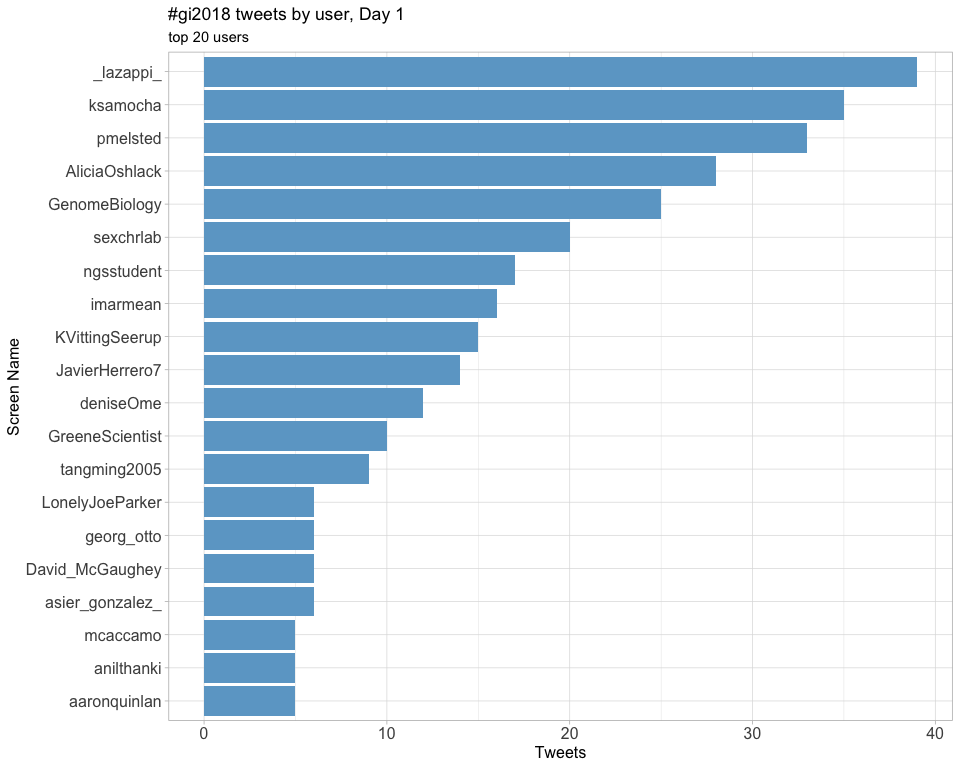 #gi2018 tweets by user, Day 1
top 20 users
_lazappi_
ksamocha
pmelsted
AliciaOshlack
GenomeBiology
sexchrlab
ngsstudent
imarmean
KVittingSeerup
JavierHerrero7
deniseOme
GreeneScientist
tangming2005
LonelyJoeParker
georg_otto
David_McGaughey
asier_gonzalez_
mcaccamo
anilthanki
aaronquinlan
Screen Name
0 10 20 30 40
Tweets